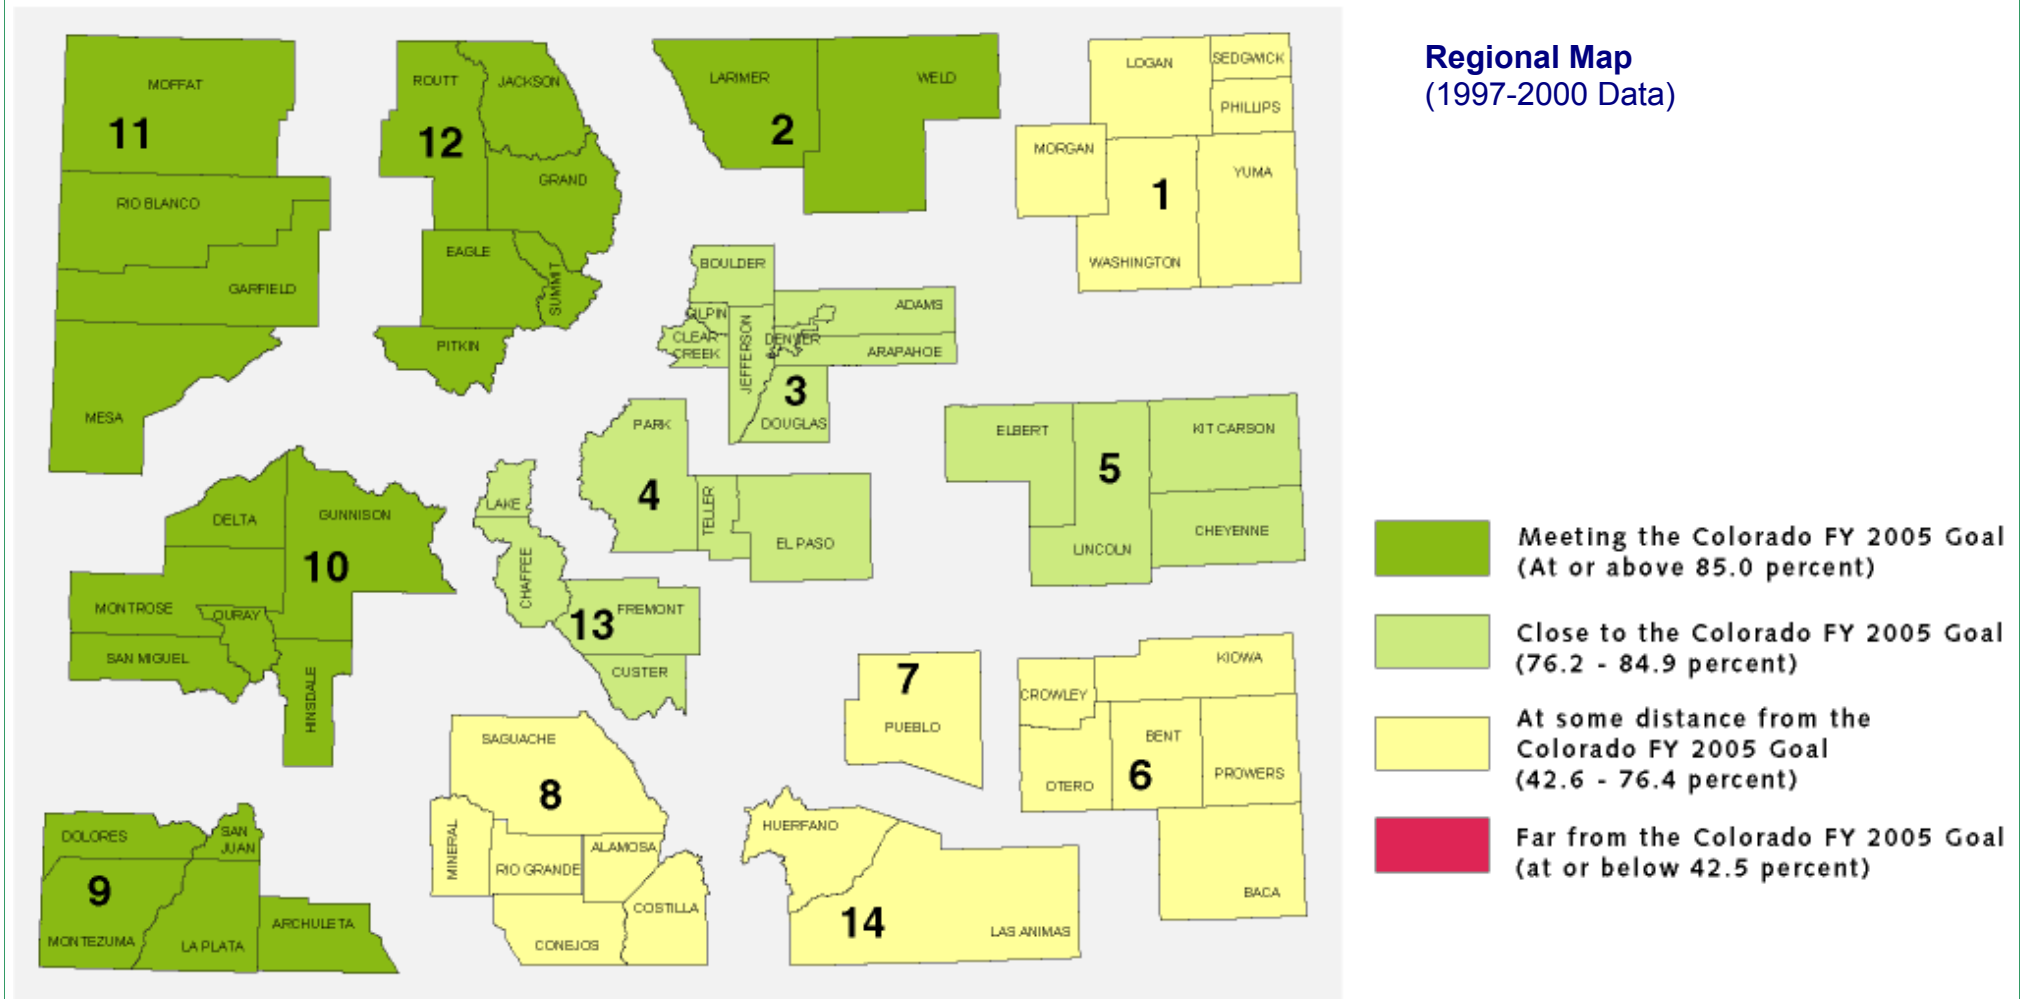 Regional Map
(1997-2000 Data)
MOFFAT
11
RIO BLANCO
GARFIELD
MESA
ROUTT
JACKSON
12
GRAND
EAGLE
SUMMIT
PITKIN
LARIMER
WELD
2
LOGAN
SEDGWICK
PHILLIPS
MORGAN
YUMA
1
WASHINGTON
BOULDER
GILPIN
ADAMS
CLEAR
CREEK
JEFFERSON
DENVER
ARAPAHOE
3
DOUGLAS
PARK
4
TELLER
EL PASO
ELBERT
KIT CARSON
5
CHEYENNE
LINCOLN
DELTA
GUNNISON
10
MONTROSE
OURAY
SAN MIGUEL
HINSDALE
LAKE
CHAFFEE
13
FREMONT
CUSTER
7
PUEBLO
KIOWA
CROWLEY
BENT
OTERO
6
PROWERS
BACA
SAGUACHE
8
MINERAL
RIO GRANDE
ALAMOSA
COSTILLA
CONEJOS
HUERFANO
14
LAS ANIMAS
DOLORES
SAN
JUAN
9
MONTEZUMA
LA PLATA
ARCHULETA
Meeting the Colorado FY 2005 Goal
(At or above 85.0 percent)
Close to the Colorado FY 2005 Goal
(76.2 - 84.9 percent)
At some distance from the
Colorado FY 2005 Goal
(42.6 - 76.4 percent)
Far from the Colorado FY 2005 Goal
(at or below 42.5 percent)